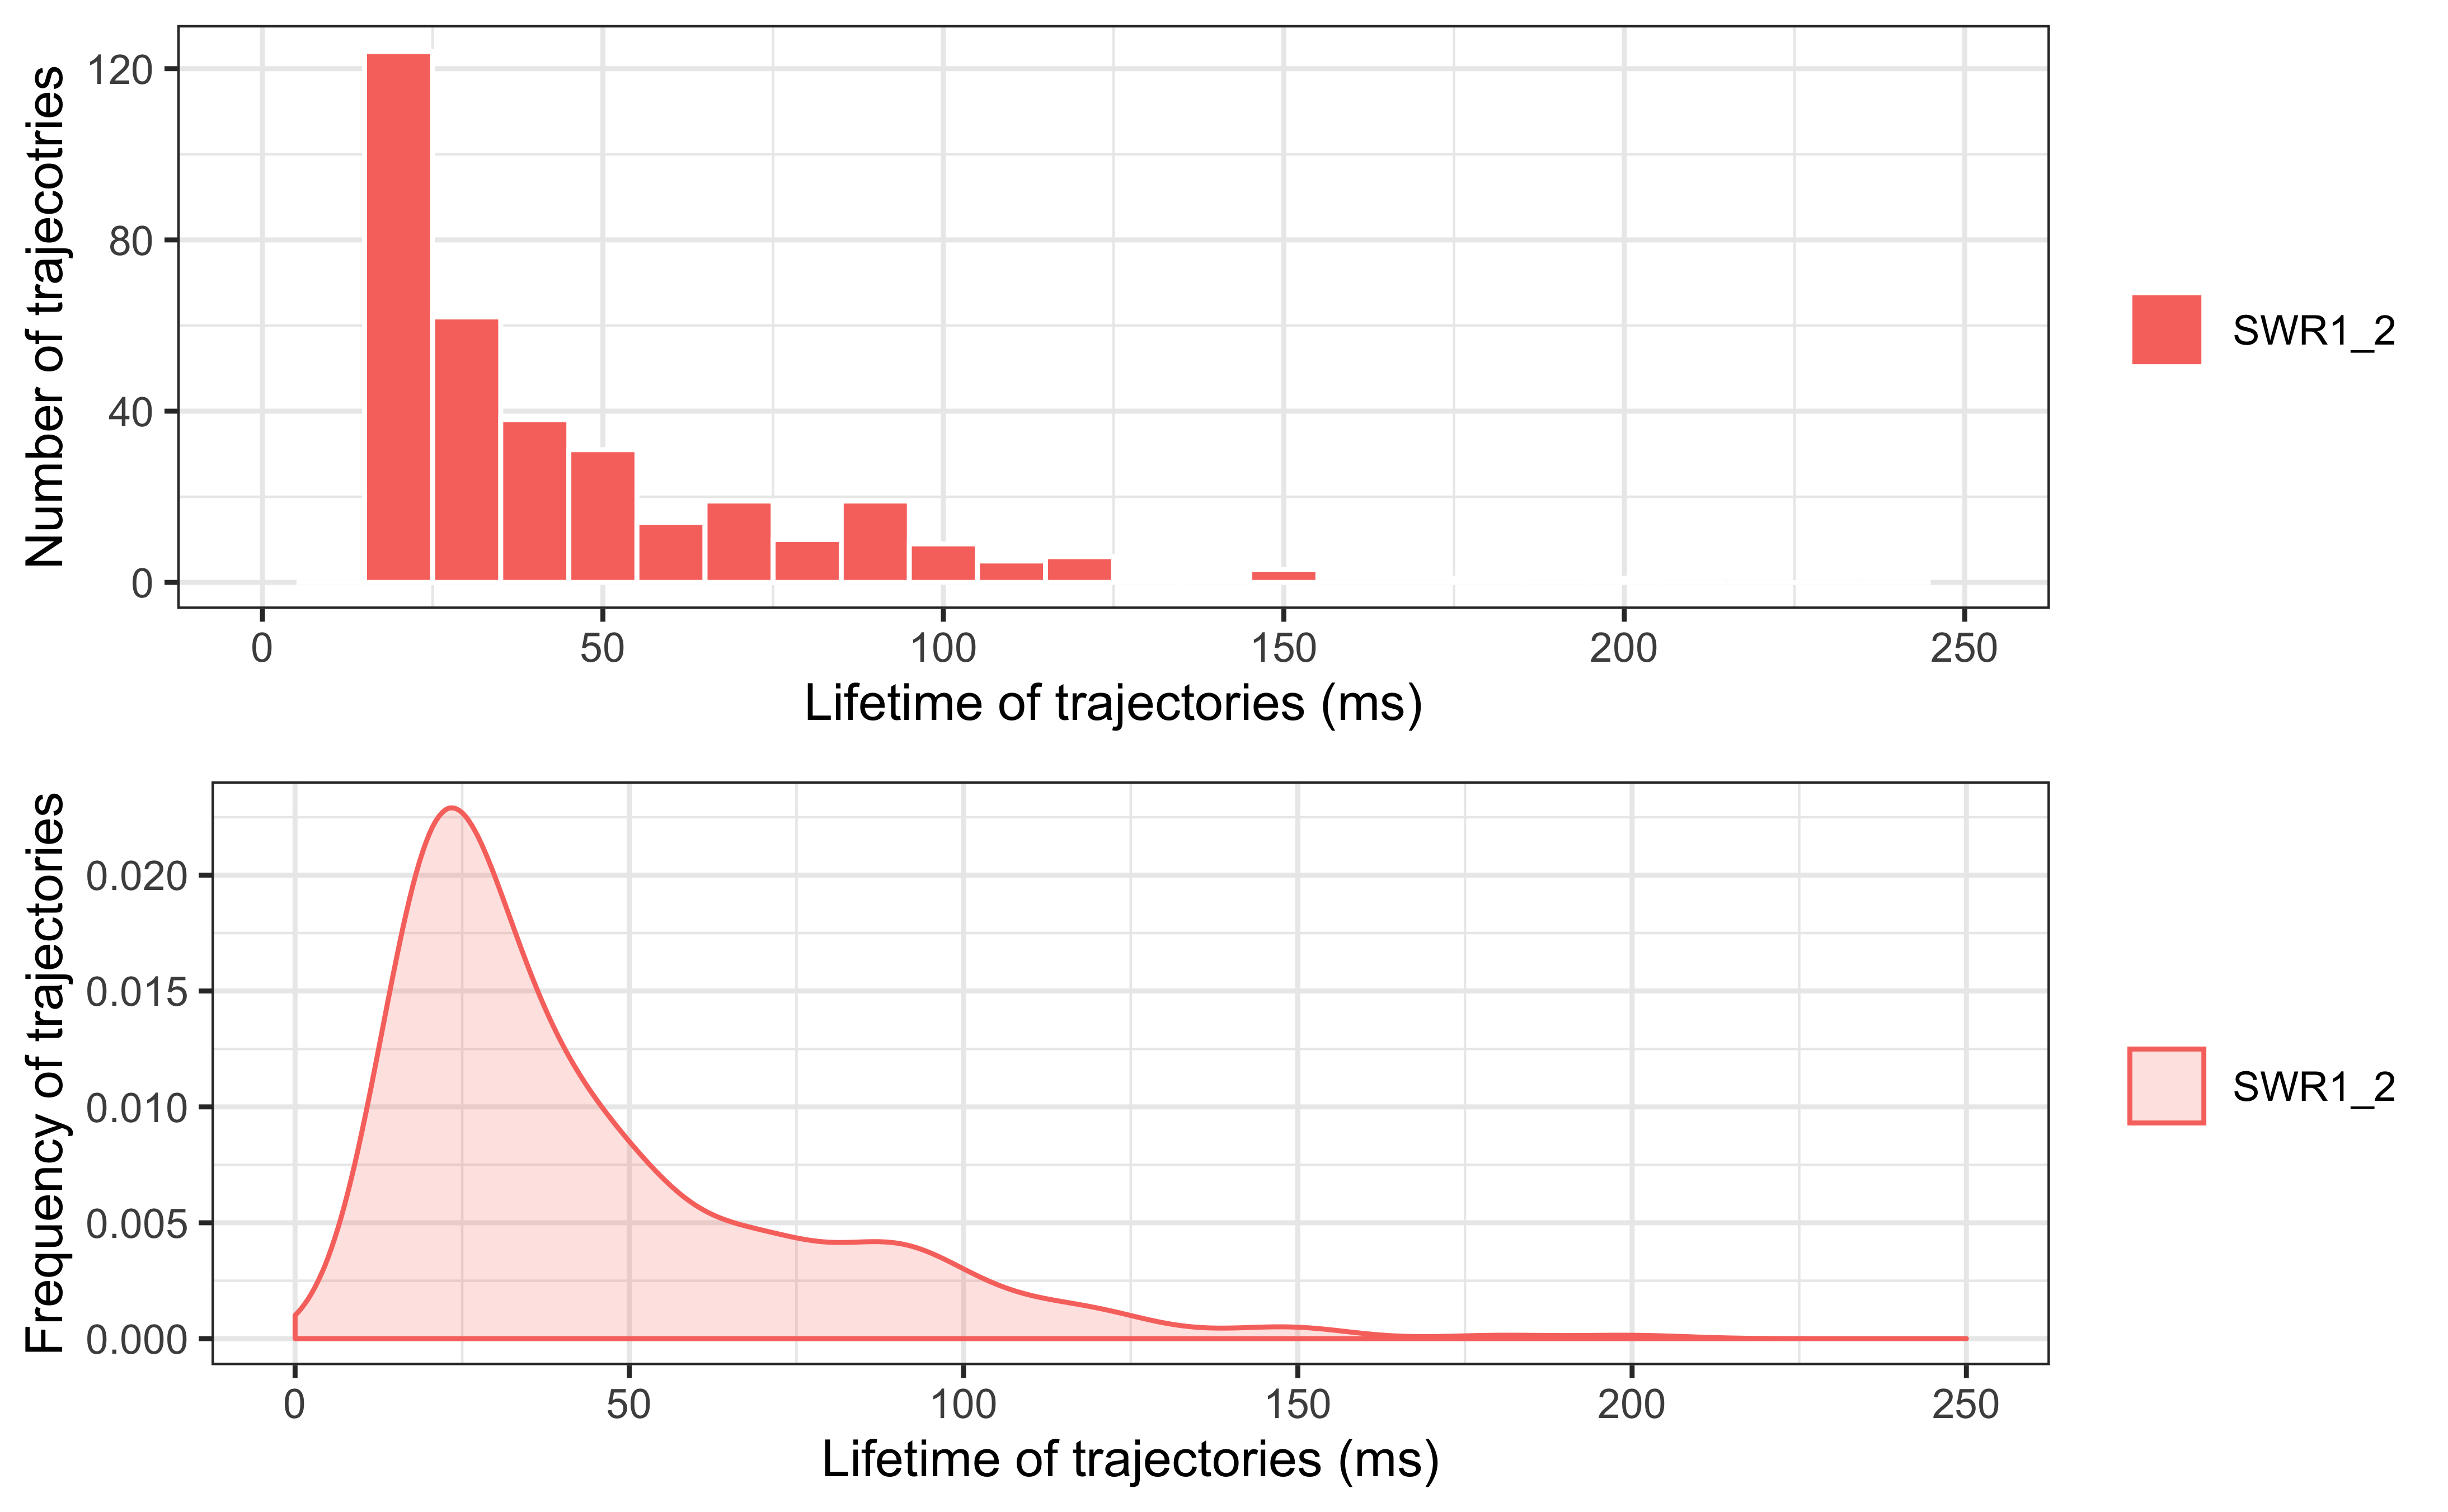 Number of trajecotries
120
80
40
0
0 50 100 150 200 250
Lifetime of trajectories (ms)
SWR1_2
Frequency of trajectories
0.020
0.015
0.010
0.005
0.000
0 50 100 150 200 250
Lifetime of trajectories (ms)
SWR1_2